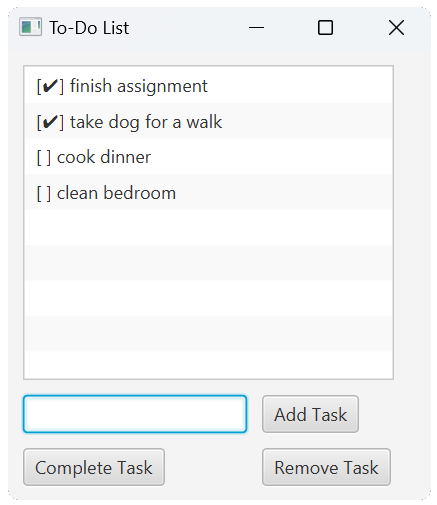 To-Do List
[✔] finish assignment
[✔] take dog for a walk
[ ] cook dinner
[ ] clean bedroom
Add Task
Complete Task
Remove Task